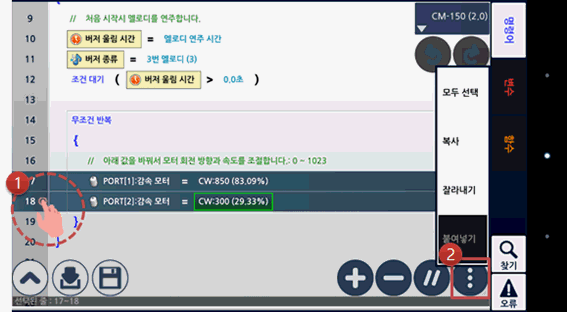 9 // 처음 시작시 멜로디를 연주합니다.
10 버저 울림 시간 = 멜로디 연주 시간
11 버저 종류 = 3번 멜로디 (3)
12 조건 대기 ( 버저 울림 시간 > 0.0초 )
13
14 무조건 반복
15 {
16 // 아래 값을 바꿔서 모터 회전 방향과 속도를 조절합니다.: 0 ~ 1023
7 PORT[1]:감속 모터 = CW:850 (83.09%)
18 PORT[2]:감속 모터 = CW:300 (29.33%)
19 }
20 }
선택된 줄 : 17-18
1
CM-150 (2.0)
모두 선택
복사
잘라내기
붙여넣기
2
명령어
변수
함수
찾기
오류